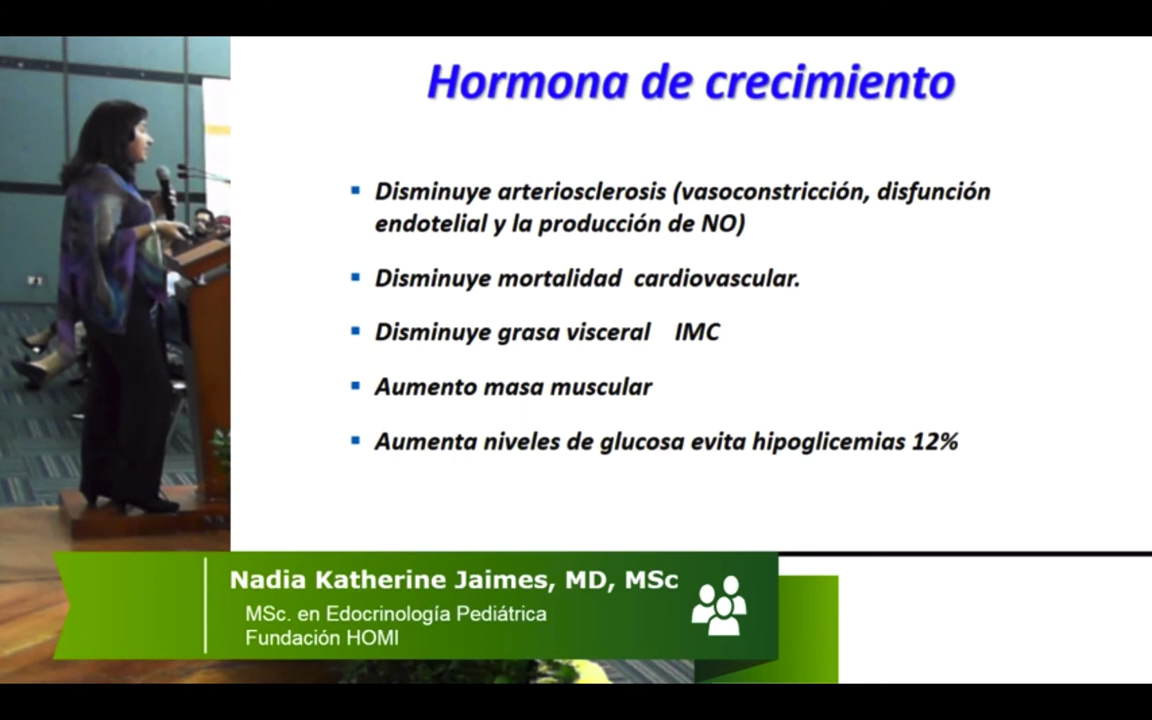 Hormona de crecimiento
Disminuye arteriosclerosis (vasoconstricción, disfunción
endotelial y la producción de NO)
Disminuye mortalidad cardiovascular.
Disminuye grasa visceral IMC
Aumento masa muscular
Aumenta niveles de glucosa evita hipoglicemias 12%
Nadia Katherine Jaimes, MD, MSc
MSc. en Edocrinología Pediátrica
Fundación HOMI